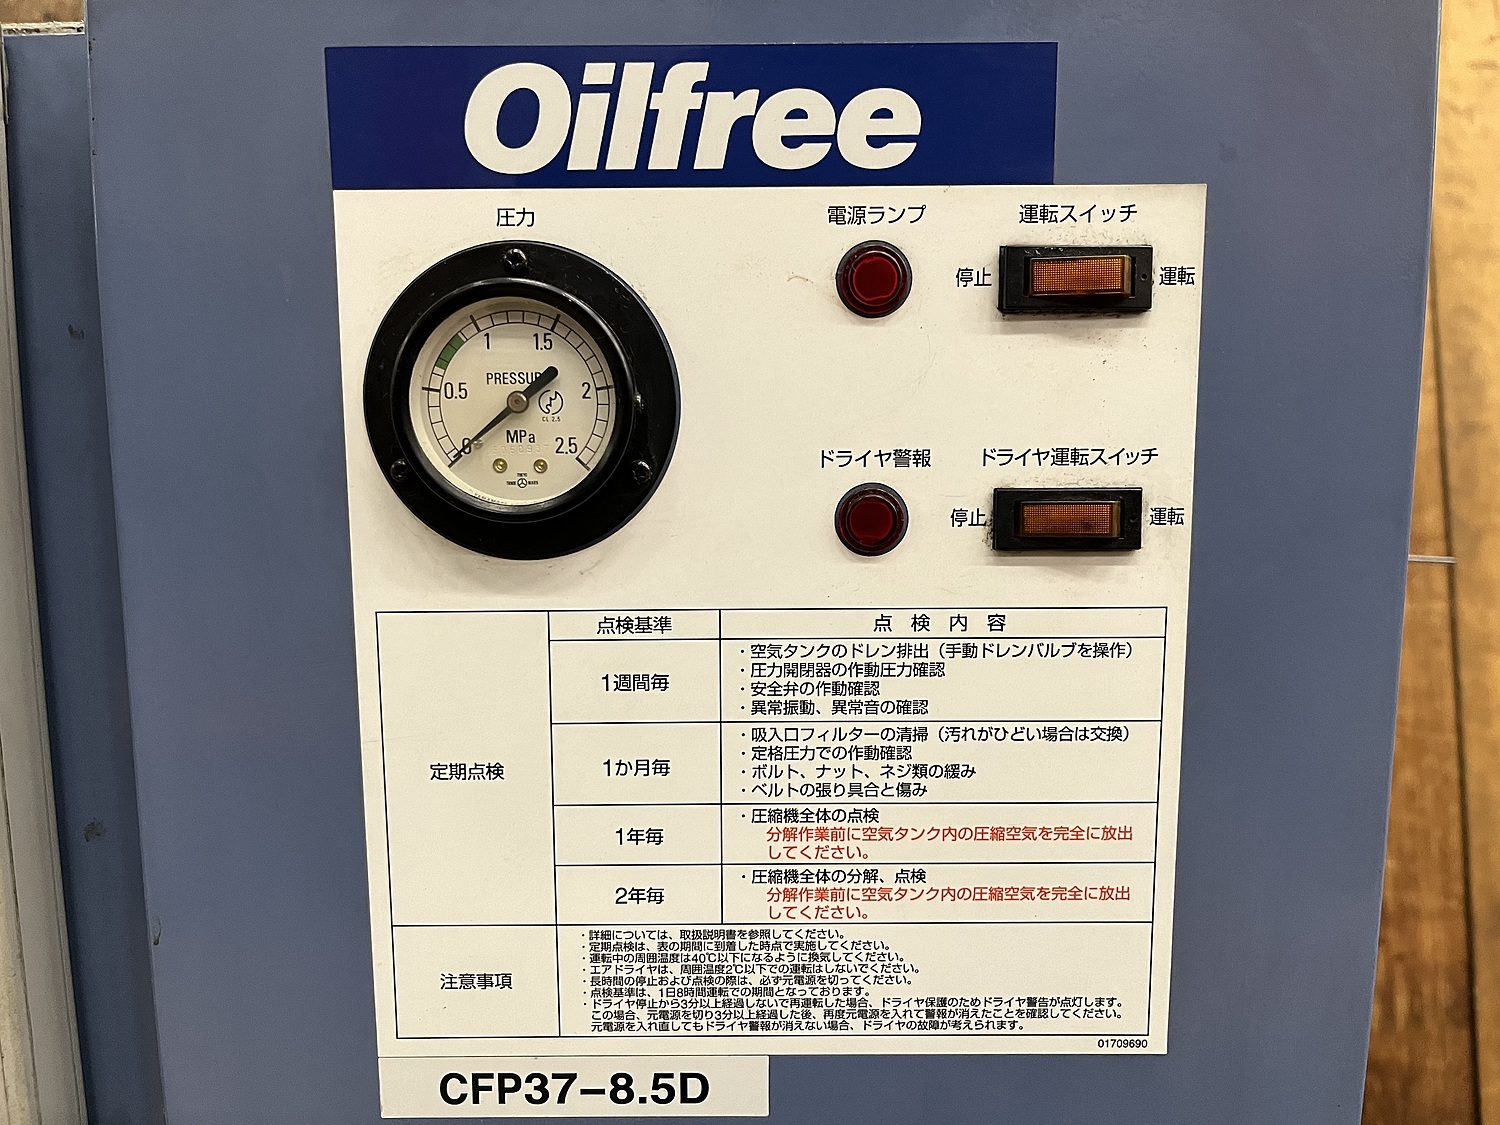 Oilfree
圧力
電源ランプ
運転スイッチ
停止
運転
1
1.5
0.5
PRESSUR
2
0
MPa
2.5
CL 2.5
ドライヤ警報
ドライヤ運転スイッチ
停止
運転
点検基準
点 検 内 容
定期点検
1週間毎
・空気タンクのドレン排出（手動ドレンバルブを操作）
・圧力開閉器の作動圧力確認
・安全弁の作動確認
・異常振動、異常音の確認
1か月毎
・吸入口フィルターの清掃（汚れがひどい場合は交換）
・定格圧力での作動確認
・ボルト、ナット、ネジ類の緩み
・ベルトの張り具合と傷み
1年毎
・圧縮機全体の点検
分解作業前に空気タンク内の圧縮空気を完全に放出
してください。
2年毎
・圧縮機全体の分解、点検
分解作業前に空気タンク内の圧縮空気を完全に放出
してください。
注意事項
・詳細については、取扱説明書を参照してください。
・定期点検は、表の期間に到着した時点で実施してください。
・運転中の周囲温度は40℃以下になるように換気してください。
・エアドライヤは、周囲温度2℃以下での運転はしないでください。
・長時間の停止および点検の際は、必ず元電源を切ってください。
・点検基準は、1日8時間運転での期間となっております。
・ドライヤ停止から3分以上経過しないで再運転した場合、ドライヤ保護のためドライヤ警告が点灯します。
この場合、元電源を切り3分以上経過した後、再度元電源を入れて警報が消えたことを確認してください。
元電源を入れ直してもドライヤ警報が消えない場合、ドライヤの故障が考えられます。
01709690
CFP37−8.5D